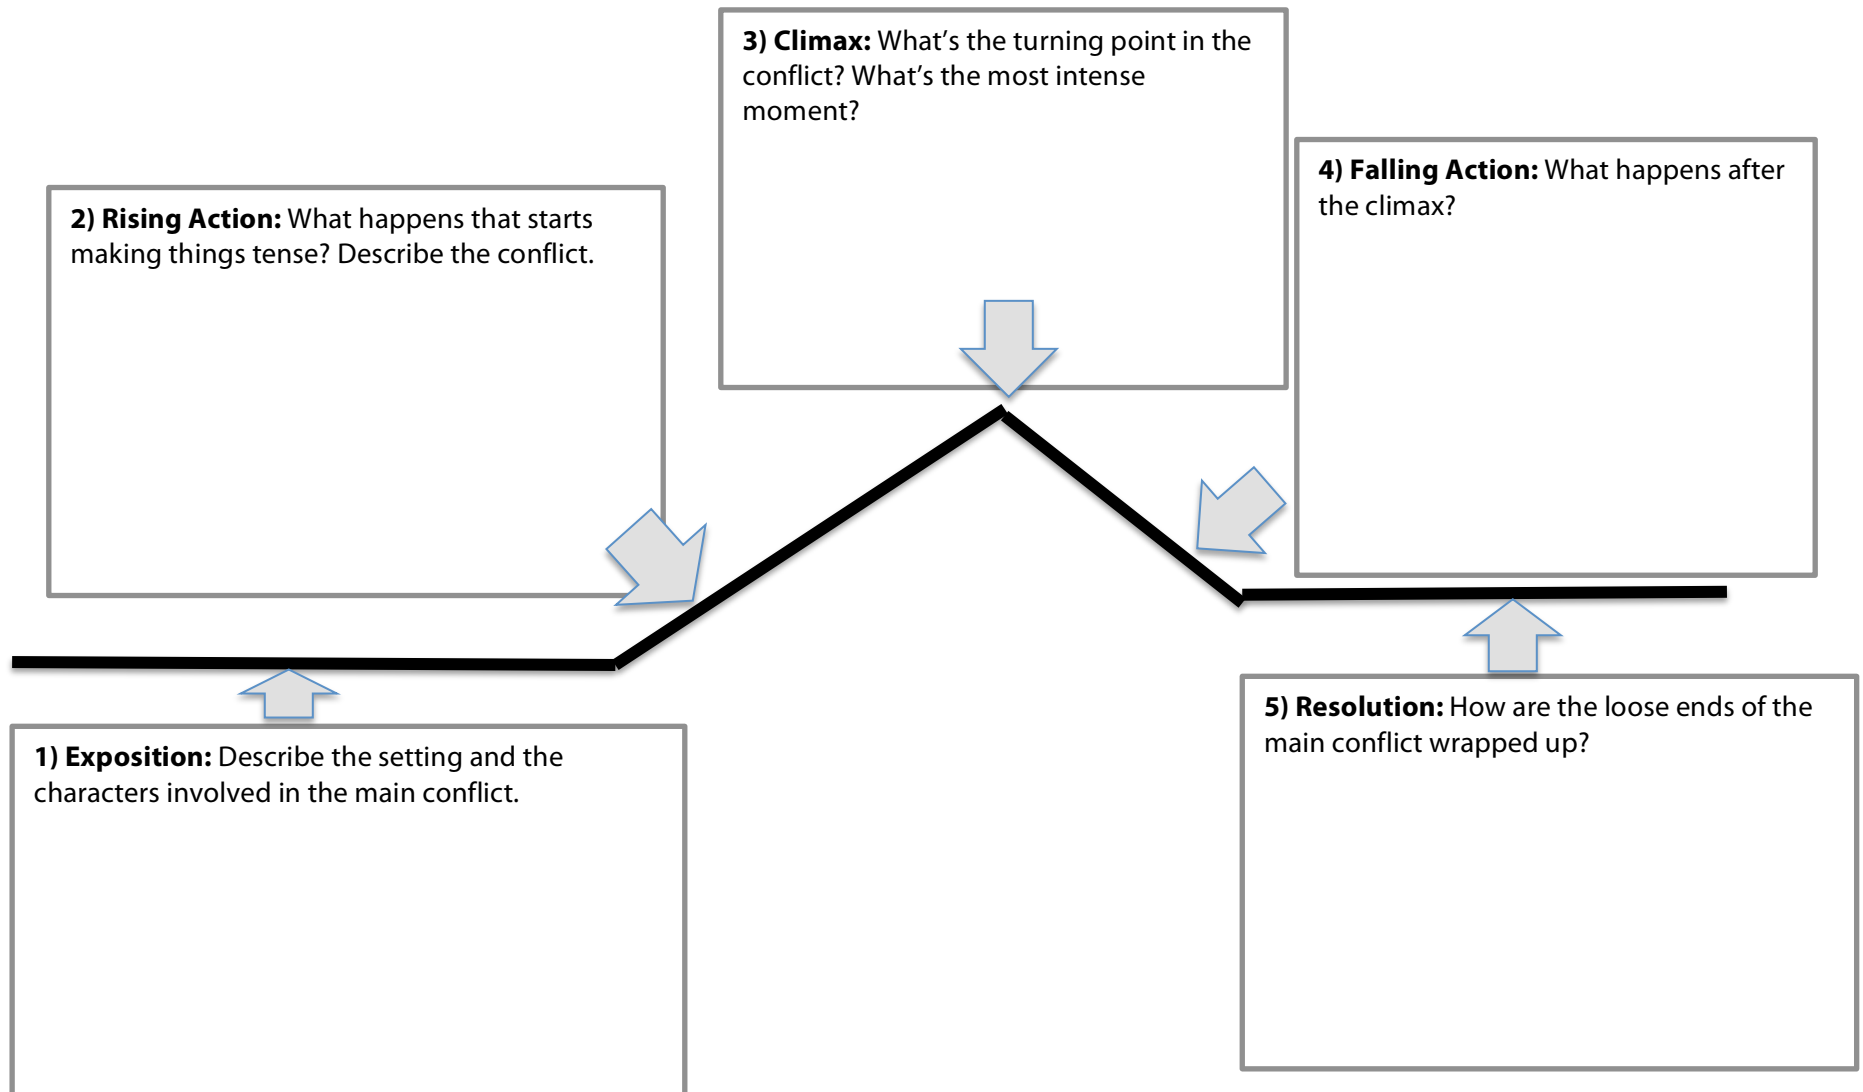 3) Climax: What's the turning point in the
conflict? What's the most intense
moment?
4) Falling Action: What happens after
the climax?
2) Rising Action: What happens that starts
making things tense? Describe the conflict.
5) Resolution: How are the loose ends of the
main conflict wrapped up?
1) Exposition: Describe the setting and the
characters involved in the main conflict.